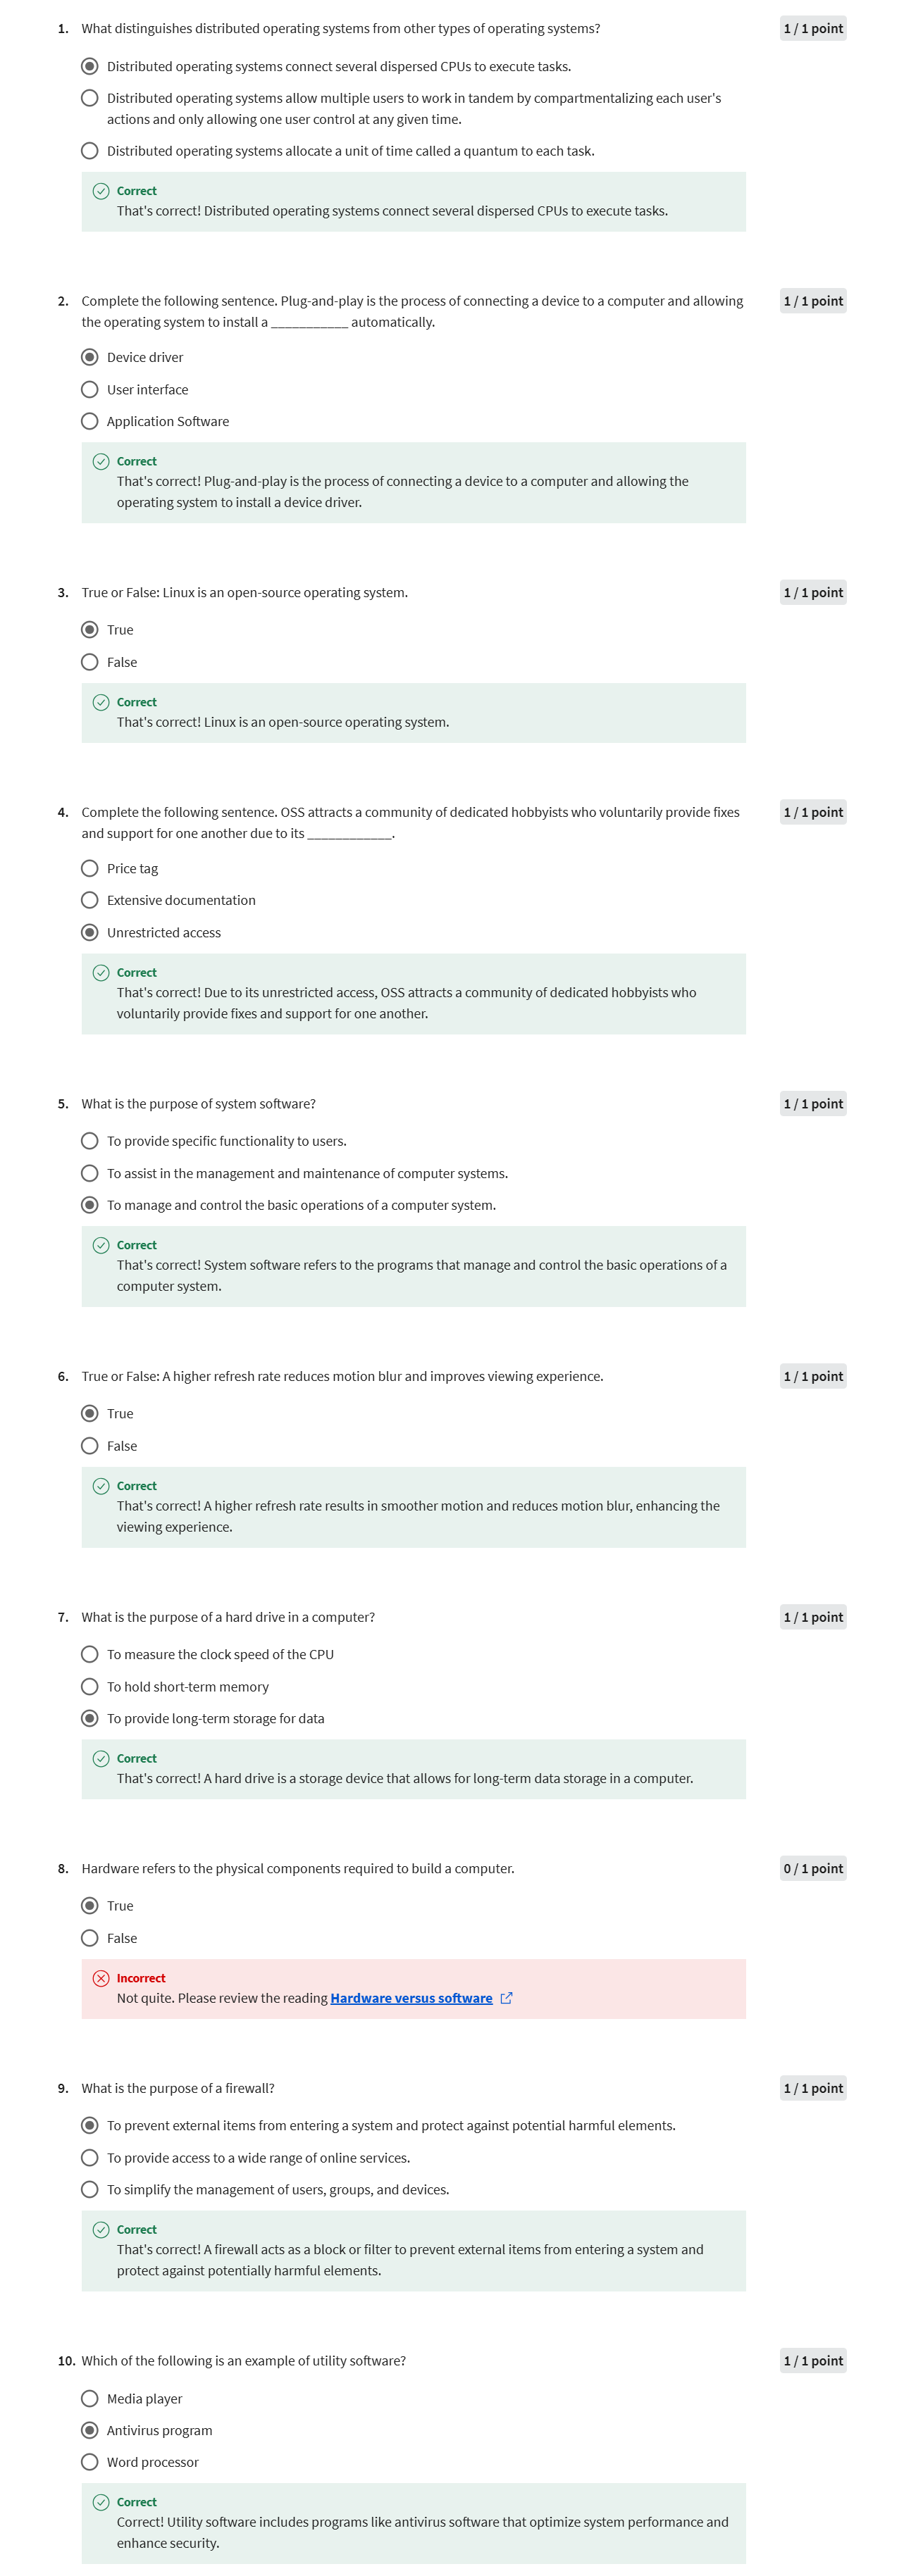 1. What distinguishes distributed operating systems from other types of operating systems? 1 / 1 point
Distributed operating systems connect several dispersed CPUs to execute tasks.
Distributed operating systems allow multiple users to work in tandem by compartmentalizing each user's
actions and only allowing one user control at any given time.
Distributed operating systems allocate a unit of time called a quantum to each task.
Correct
That's correct! Distributed operating systems connect several dispersed CPUs to execute tasks.
2. Complete the following sentence. Plug-and-play is the process of connecting a device to a computer and allowing 1 / 1 point
the operating system to install a ___________ automatically.
Device driver
User interface
Application Software
Correct
That's correct! Plug-and-play is the process of connecting a device to a computer and allowing the
operating system to install a device driver.
3. True or False: Linux is an open-source operating system. 1 / 1 point
True
False
Correct
That's correct! Linux is an open-source operating system.
4. Complete the following sentence. OSS attracts a community of dedicated hobbyists who voluntarily provide fixes 1 / 1 point
and support for one another due to its ____________.
Price tag
Extensive documentation
Unrestricted access
Correct
That's correct! Due to its unrestricted access, OSS attracts a community of dedicated hobbyists who
voluntarily provide fixes and support for one another.
5. What is the purpose of system software? 1 / 1 point
To provide specific functionality to users.
To assist in the management and maintenance of computer systems.
To manage and control the basic operations of a computer system.
Correct
That's correct! System software refers to the programs that manage and control the basic operations of a
computer system.
6. True or False: A higher refresh rate reduces motion blur and improves viewing experience. 1 / 1 point
True
False
Correct
That's correct! A higher refresh rate results in smoother motion and reduces motion blur, enhancing the
viewing experience.
7. What is the purpose of a hard drive in a computer? 1 / 1 point
To measure the clock speed of the CPU
To hold short-term memory
To provide long-term storage for data
Correct
That's correct! A hard drive is a storage device that allows for long-term data storage in a computer.
8. Hardware refers to the physical components required to build a computer. 0 / 1 point
True
False
Incorrect
Not quite. Please review the reading Hardware versus software
9. What is the purpose of a firewall? 1 / 1 point
To prevent external items from entering a system and protect against potential harmful elements.
To provide access to a wide range of online services.
To simplify the management of users, groups, and devices.
Correct
That's correct! A firewall acts as a block or filter to prevent external items from entering a system and
protect against potentially harmful elements.
10. Which of the following is an example of utility software? 1 / 1 point
Media player
Antivirus program
Word processor
Correct
Correct! Utility software includes programs like antivirus software that optimize system performance and
enhance security.